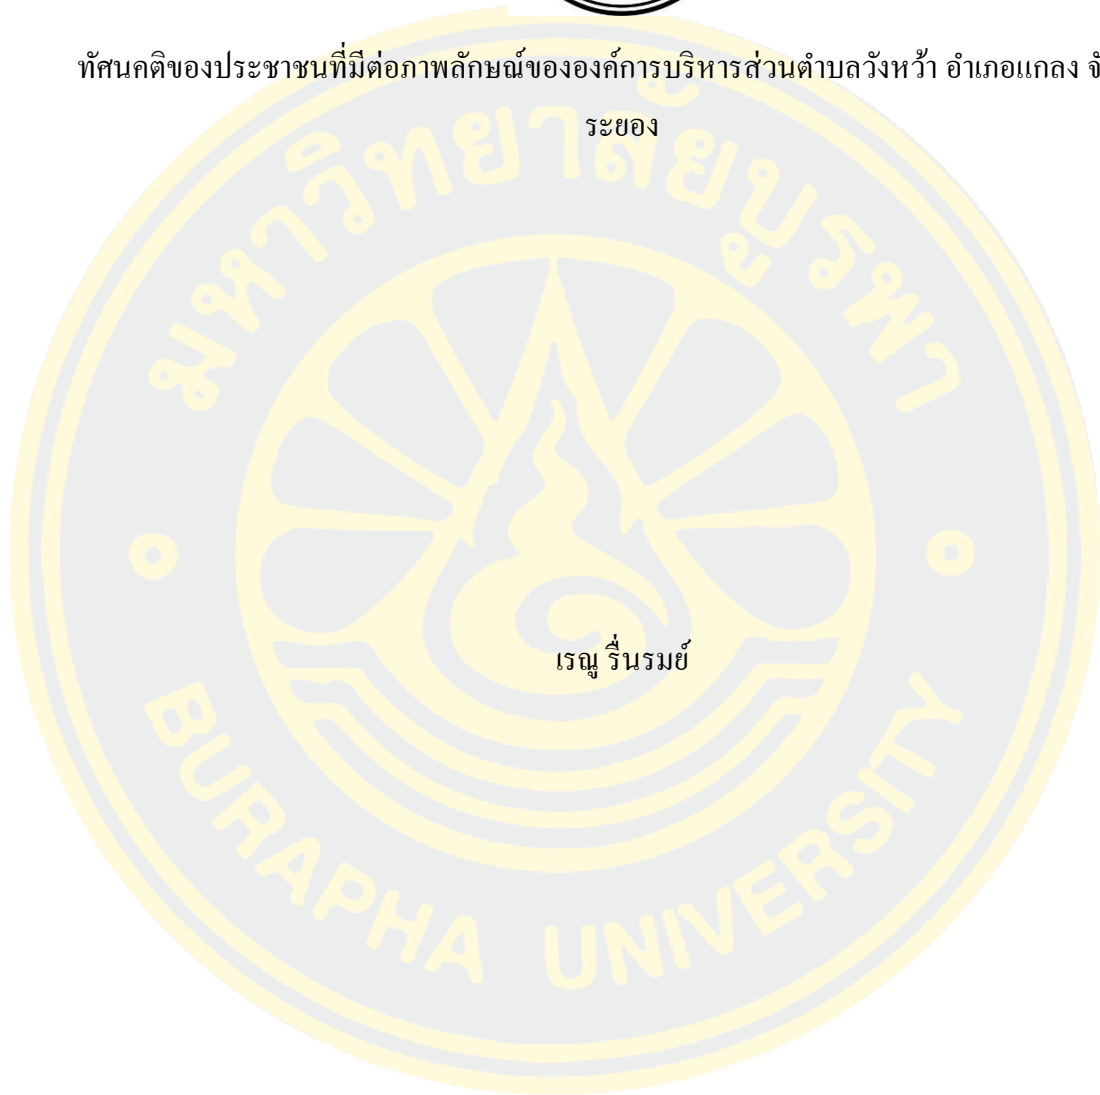 ทัศนคติของประชาชนที่มีต่อภาพลักษณ์ขององค์การบริหารส่วนตำบลวังหว้า อำเภอแกลง จั
ระยอง
มหาวิทยาลัยบูรพา
เรณู รื่นรมย์
BURAPHA UNIVERSITY